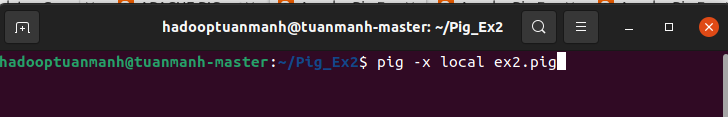 hadooptuanmanh@tuanmanh-master: ~/Pig_Ex2
hadooptuanmanh@tuanmanh-master:~/Pig_Ex2$ pig -x local ex2.pig